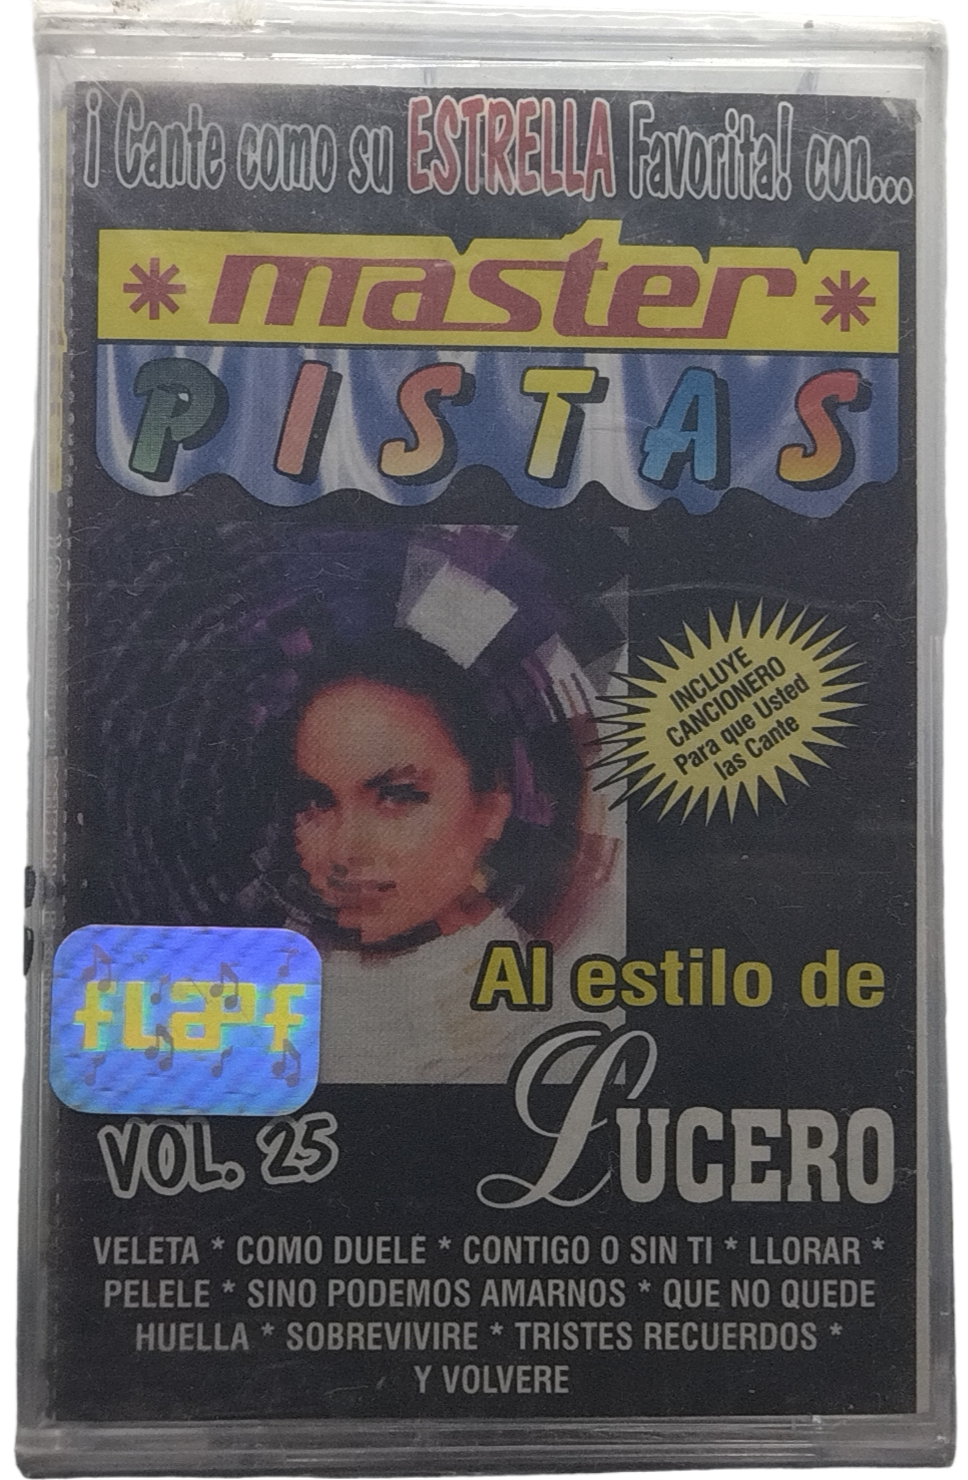 ¡Cante como su ESTRELLA Favorita! con...
* master *
PISTAS
INCLUYE
CANCIONERO
Para que Usted
las Cante
Al estilo de
LUCERO
VOL. 25
VELETA * COMO DUELE * CONTIGO O SIN TI * LLORAR *
PELELE * SINO PODEMOS AMARNOS * QUE NO QUEDE
HUELLA * SOBREVIVIRE * TRISTES RECUERDOS *
Y VOLVERE